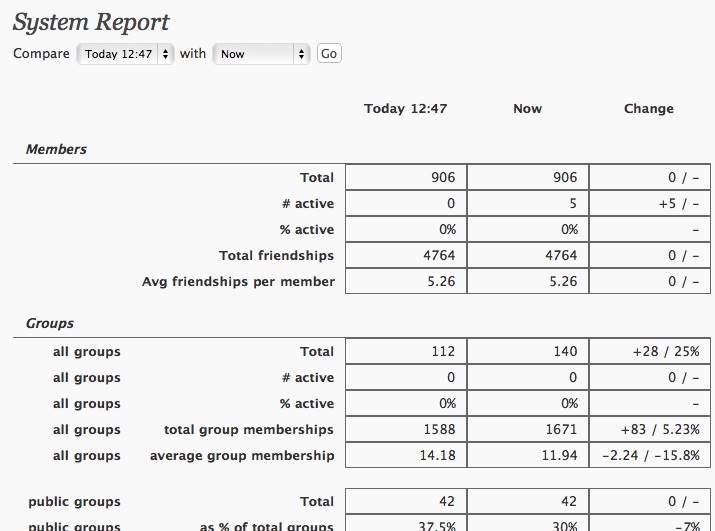 System Report
Compare Today 12:47 with Now Go
Today 12:47 Now Change
Members
Total 906 906 0 / -
# active 0 5 +5 / -
% active 0% 0% -
Total friendships 4764 4764 0 / -
Avg friendships per member 5.26 5.26 0 / -
Groups
all groups Total 112 140 +28 / 25%
all groups # active 0 0 0 / -
all groups % active 0% 0% -
all groups total group memberships 1588 1671 +83 / 5.23%
all groups average group membership 14.18 11.94 -2.24 / -15.8%
public groups Total 42 42 0 / -
public groups as % of total groups 37.5% 30% -7%